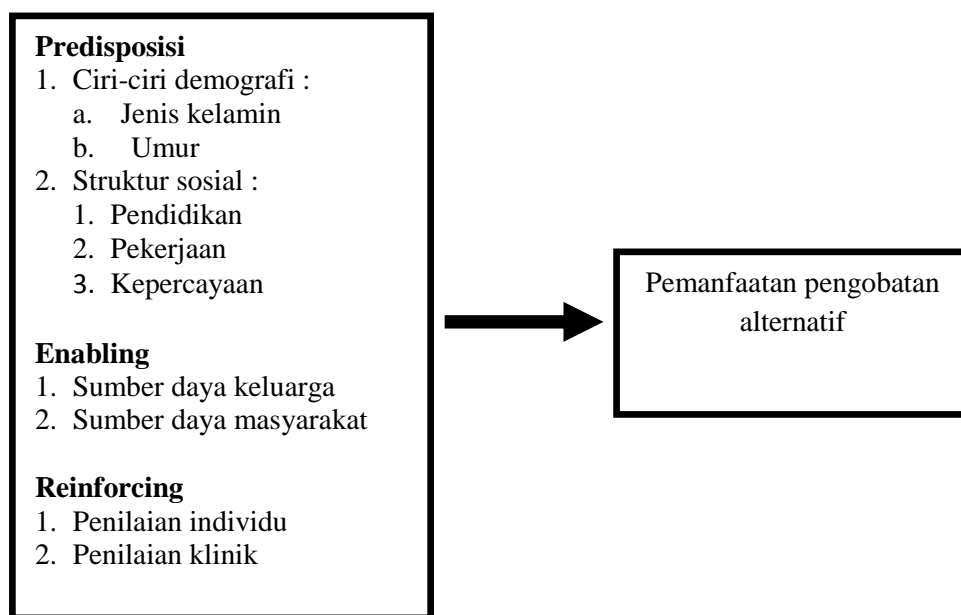 Predisposisi
1. Ciri-ciri demografi :
a. Jenis kelamin
b. Umur
2. Struktur sosial :
1. Pendidikan
2. Pekerjaan
3. Kepercayaan
Enabling
1. Sumber daya keluarga
2. Sumber daya masyarakat
Reinforcing
1. Penilaian individu
2. Penilaian klinik
Pemanfaatan pengobatan
alternatif